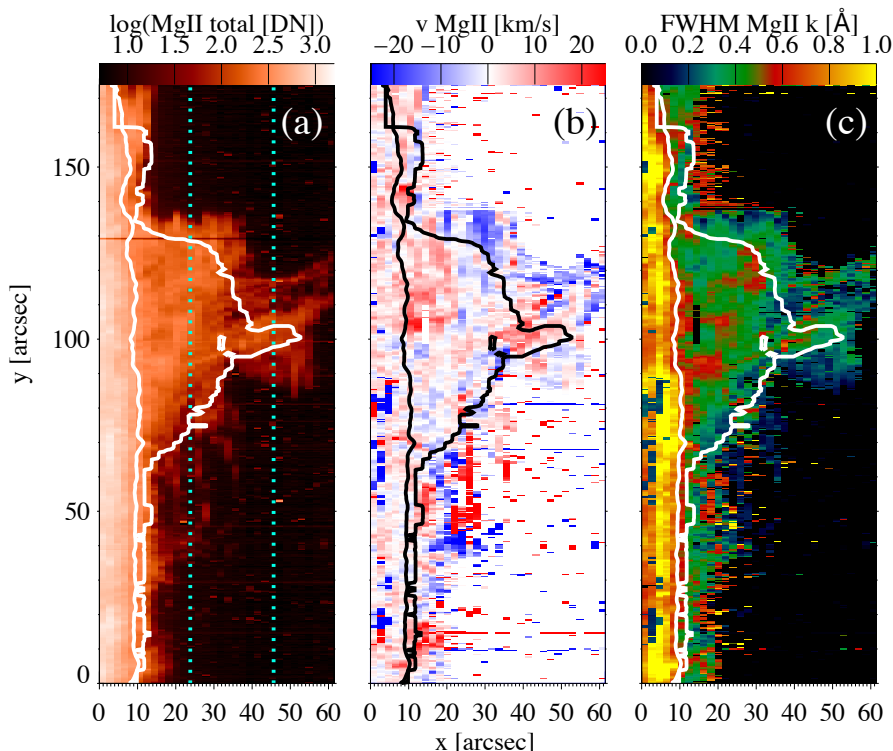 log(MgII total [DN) v MgII [km/s] FWHM MgII k [Å]
1.0 1.5 2.0 2.5 3.0 −20 −10 0 10 20 0.0 0.2 0.4 0.6 0.8 1.0
(a) (b) (c)
150
100
50
0
y [arcsec]
0 10 20 30 40 50 60 0 10 20 30 40 50 60 0 10 20 30 40 50 60
x [arcsec]